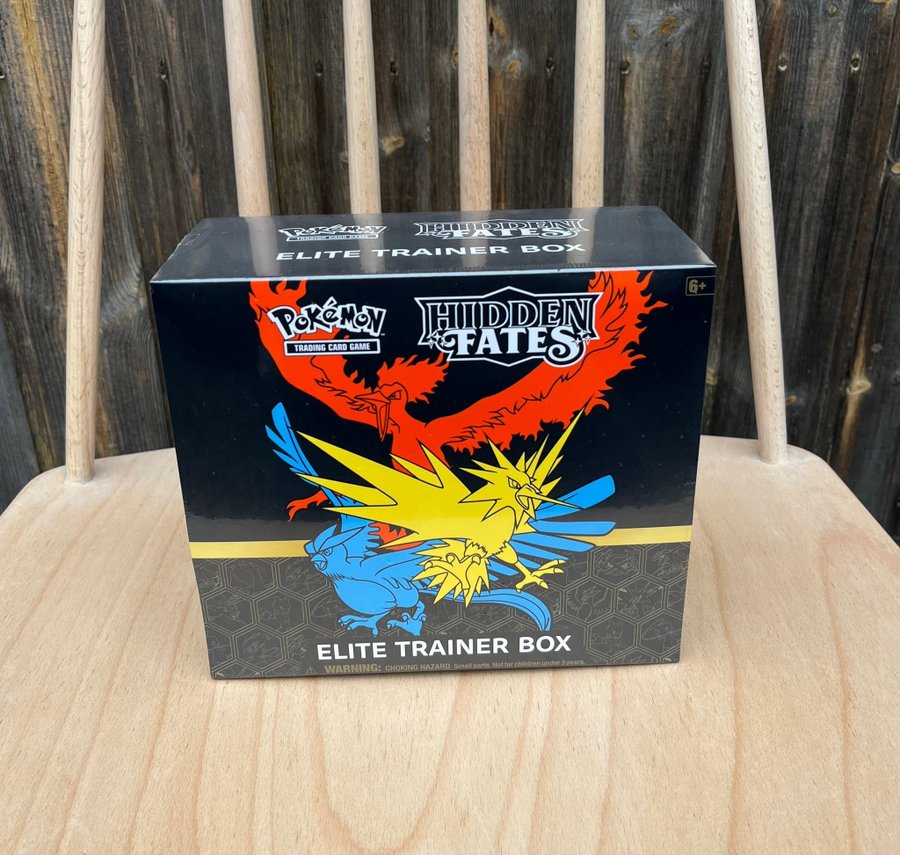 Pokémon
TRADING CARD GAME
HIDDEN
FATES
ELITE TRAINER BOX
6+
Pokémon
TRADING CARD GAME
HIDDEN
FATES
ELITE TRAINER BOX
WARNING: CHOKING HAZARD Small parts. Not for children under 3 years.